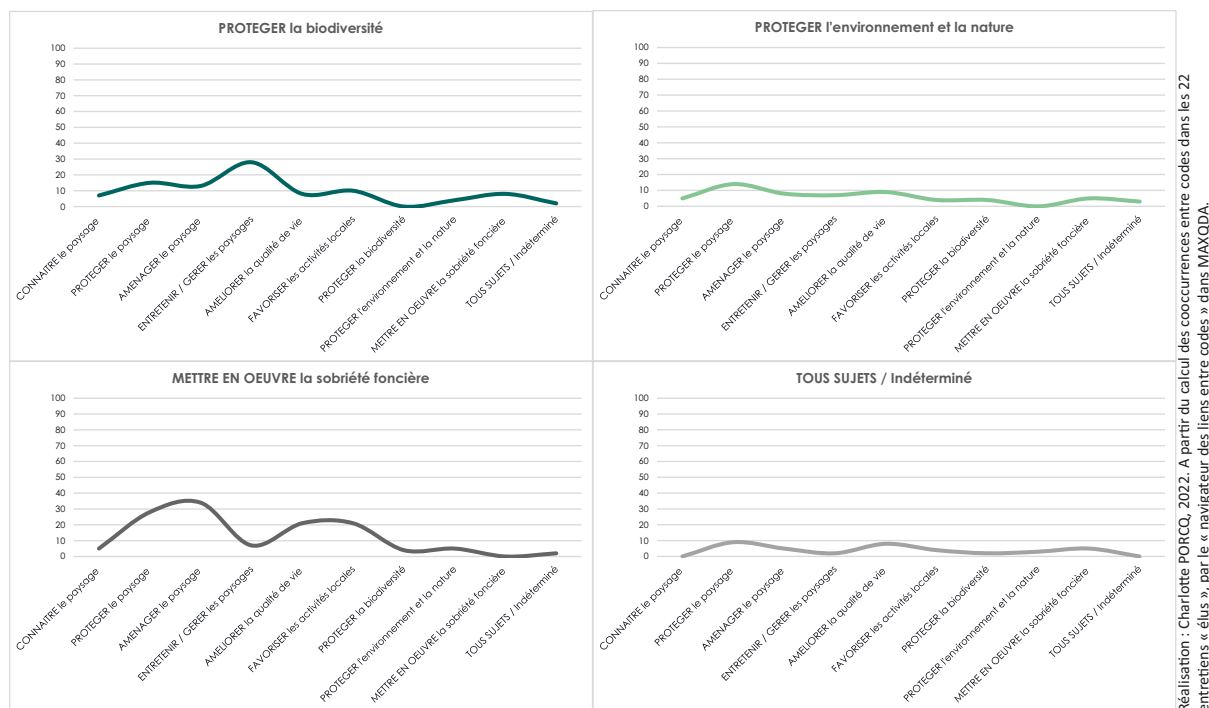 PROTEGER la biodiversité
100
90
80
70
60
50
40
30
20
10
0
CONNAITRE le paysage
PROTEGER le paysage
AMENAGER le paysage
ENTRETENIR / GERER les paysages
AMELIORER la qualité de vie
FAVORISER les activités locales
PROTEGER la biodiversité
PROTEGER l'environnement et la nature
METTRE EN OEUVRE la sobriété foncière
TOUS SUJETS / Indéterminé
PROTEGER l'environnement et la nature
100
90
80
70
60
50
40
30
20
10
0
CONNAITRE le paysage
PROTEGER le paysage
AMENAGER le paysage
ENTRETENIR / GERER les paysages
AMELIORER la qualité de vie
FAVORISER les activités locales
PROTEGER la biodiversité
PROTEGER l'environnement et la nature
METTRE EN OEUVRE la sobriété foncière
TOUS SUJETS / Indéterminé
METTRE EN OEUVRE la sobriété foncière
100
90
80
70
60
50
40
30
20
10
0
CONNAITRE le paysage
PROTEGER le paysage
AMENAGER le paysage
ENTRETENIR / GERER les paysages
AMELIORER la qualité de vie
FAVORISER les activités locales
PROTEGER la biodiversité
PROTEGER l'environnement et la nature
METTRE EN OEUVRE la sobriété foncière
TOUS SUJETS / Indéterminé
TOUS SUJETS / Indéterminé
100
90
80
70
60
50
40
30
20
10
0
CONNAITRE le paysage
PROTEGER le paysage
AMENAGER le paysage
ENTRETENIR / GERER les paysages
AMELIORER la qualité de vie
FAVORISER les activités locales
PROTEGER la biodiversité
PROTEGER l'environnement et la nature
METTRE EN OEUVRE la sobriété foncière
TOUS SUJETS / Indéterminé
Réalisation : Charlotte PORCQ, 2022. A partir du calcul des cooccurrences entre codes dans les 22
entretiens « élus », par le « navigateur des liens entre codes » dans MAXQDA.